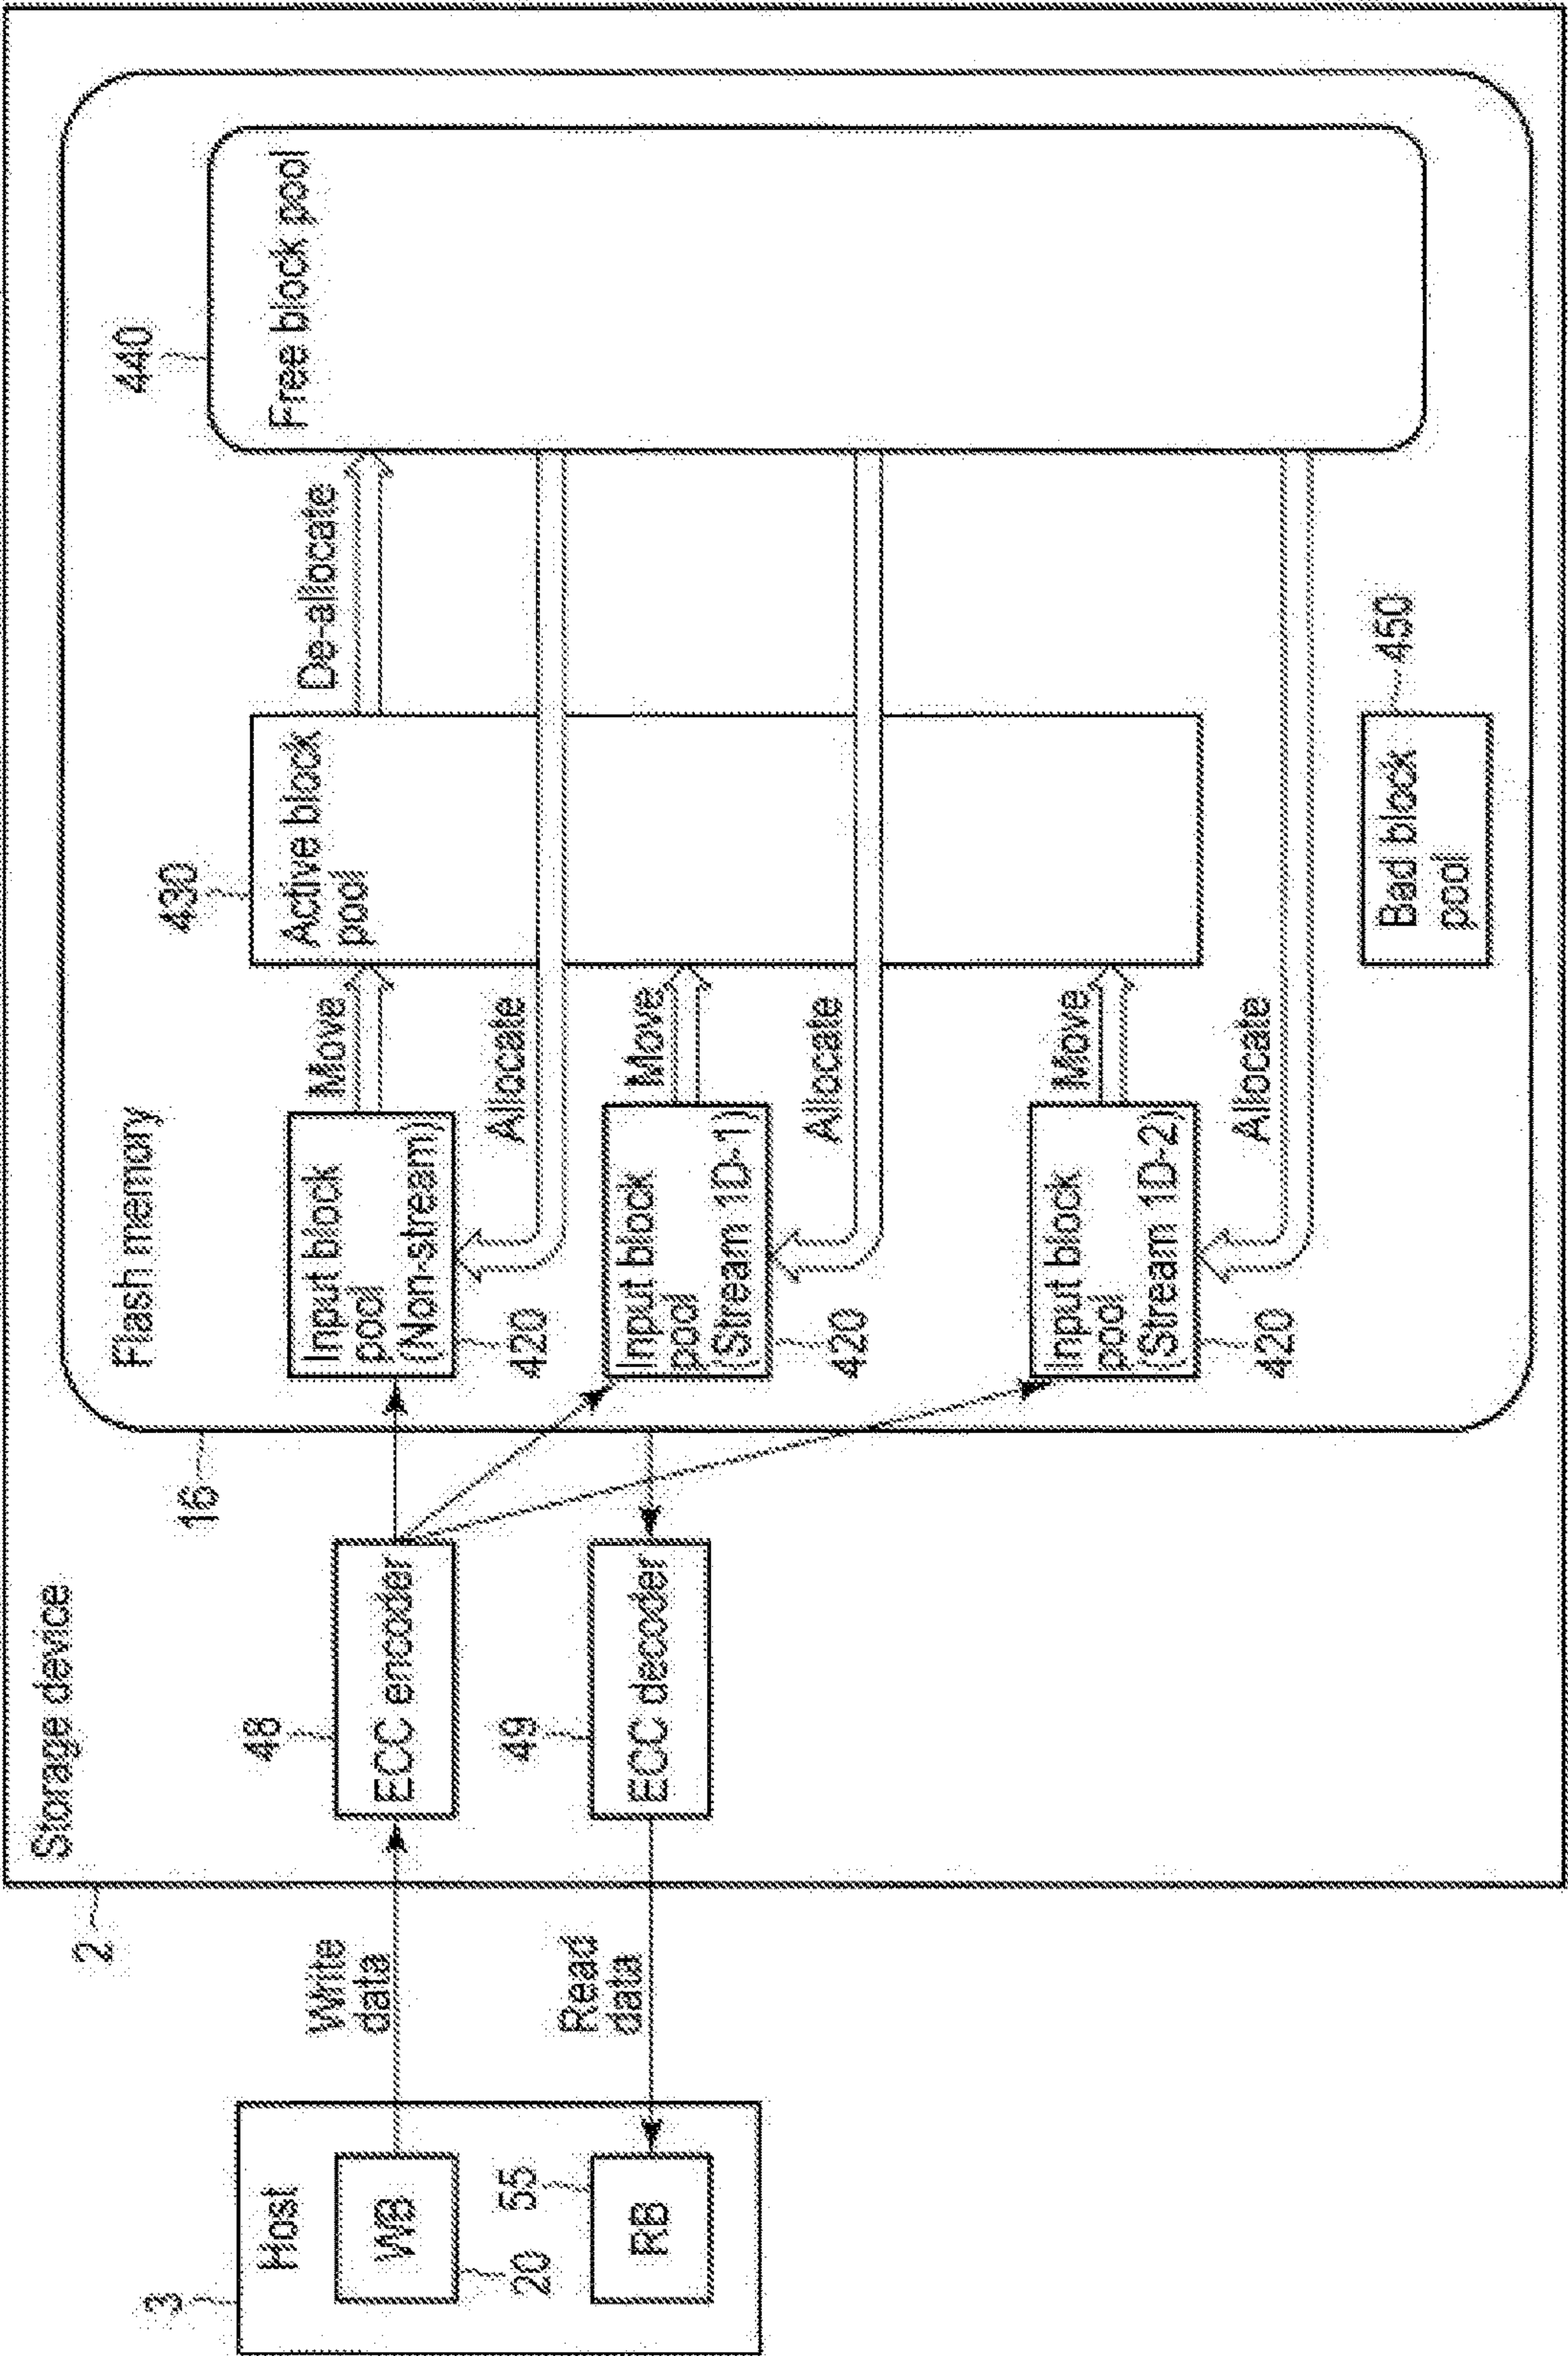 Storage device
2
Flash memory
16
3
Host
WB
20
55
RB
Write
data
Read
data
48
ECC encoder
49
ECC decoder
Input block
pool
(Non-stream)
420
Input block
pool
(Stream 1D-1)
420
Input block
pool
(Stream 1D-2)
420
Move
Allocate
Move
Allocate
Move
Allocate
430
Active block
pool
De-allocate
440
Free block pool
Bad block
pool
450